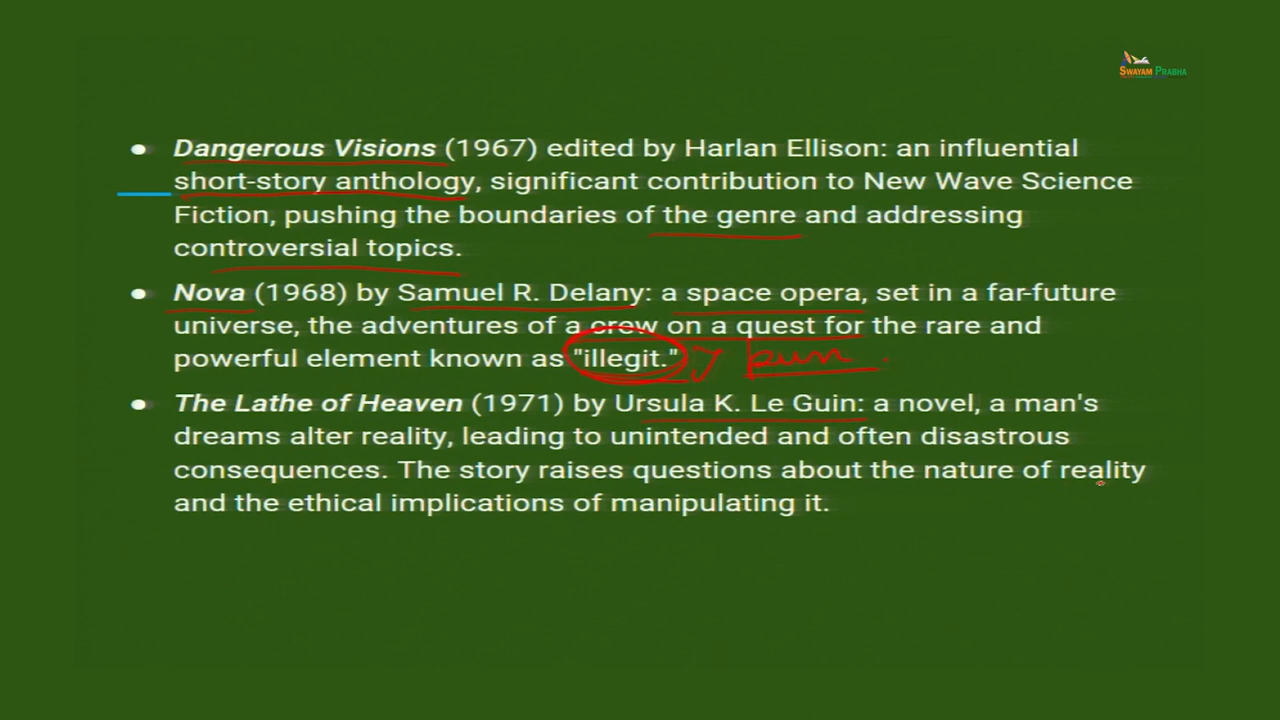 SWAYAM PRABHA
• Dangerous Visions (1967) edited by Harlan Ellison: an influential
short-story anthology, significant contribution to New Wave Science
Fiction, pushing the boundaries of the genre and addressing
controversial topics.
• Nova (1968) by Samuel R. Delany: a space opera, set in a far-future
universe, the adventures of a crew on a quest for the rare and
powerful element known as "illegit." pun
• The Lathe of Heaven (1971) by Ursula K. Le Guin: a novel, a man's
dreams alter reality, leading to unintended and often disastrous
consequences. The story raises questions about the nature of reality
and the ethical implications of manipulating it.